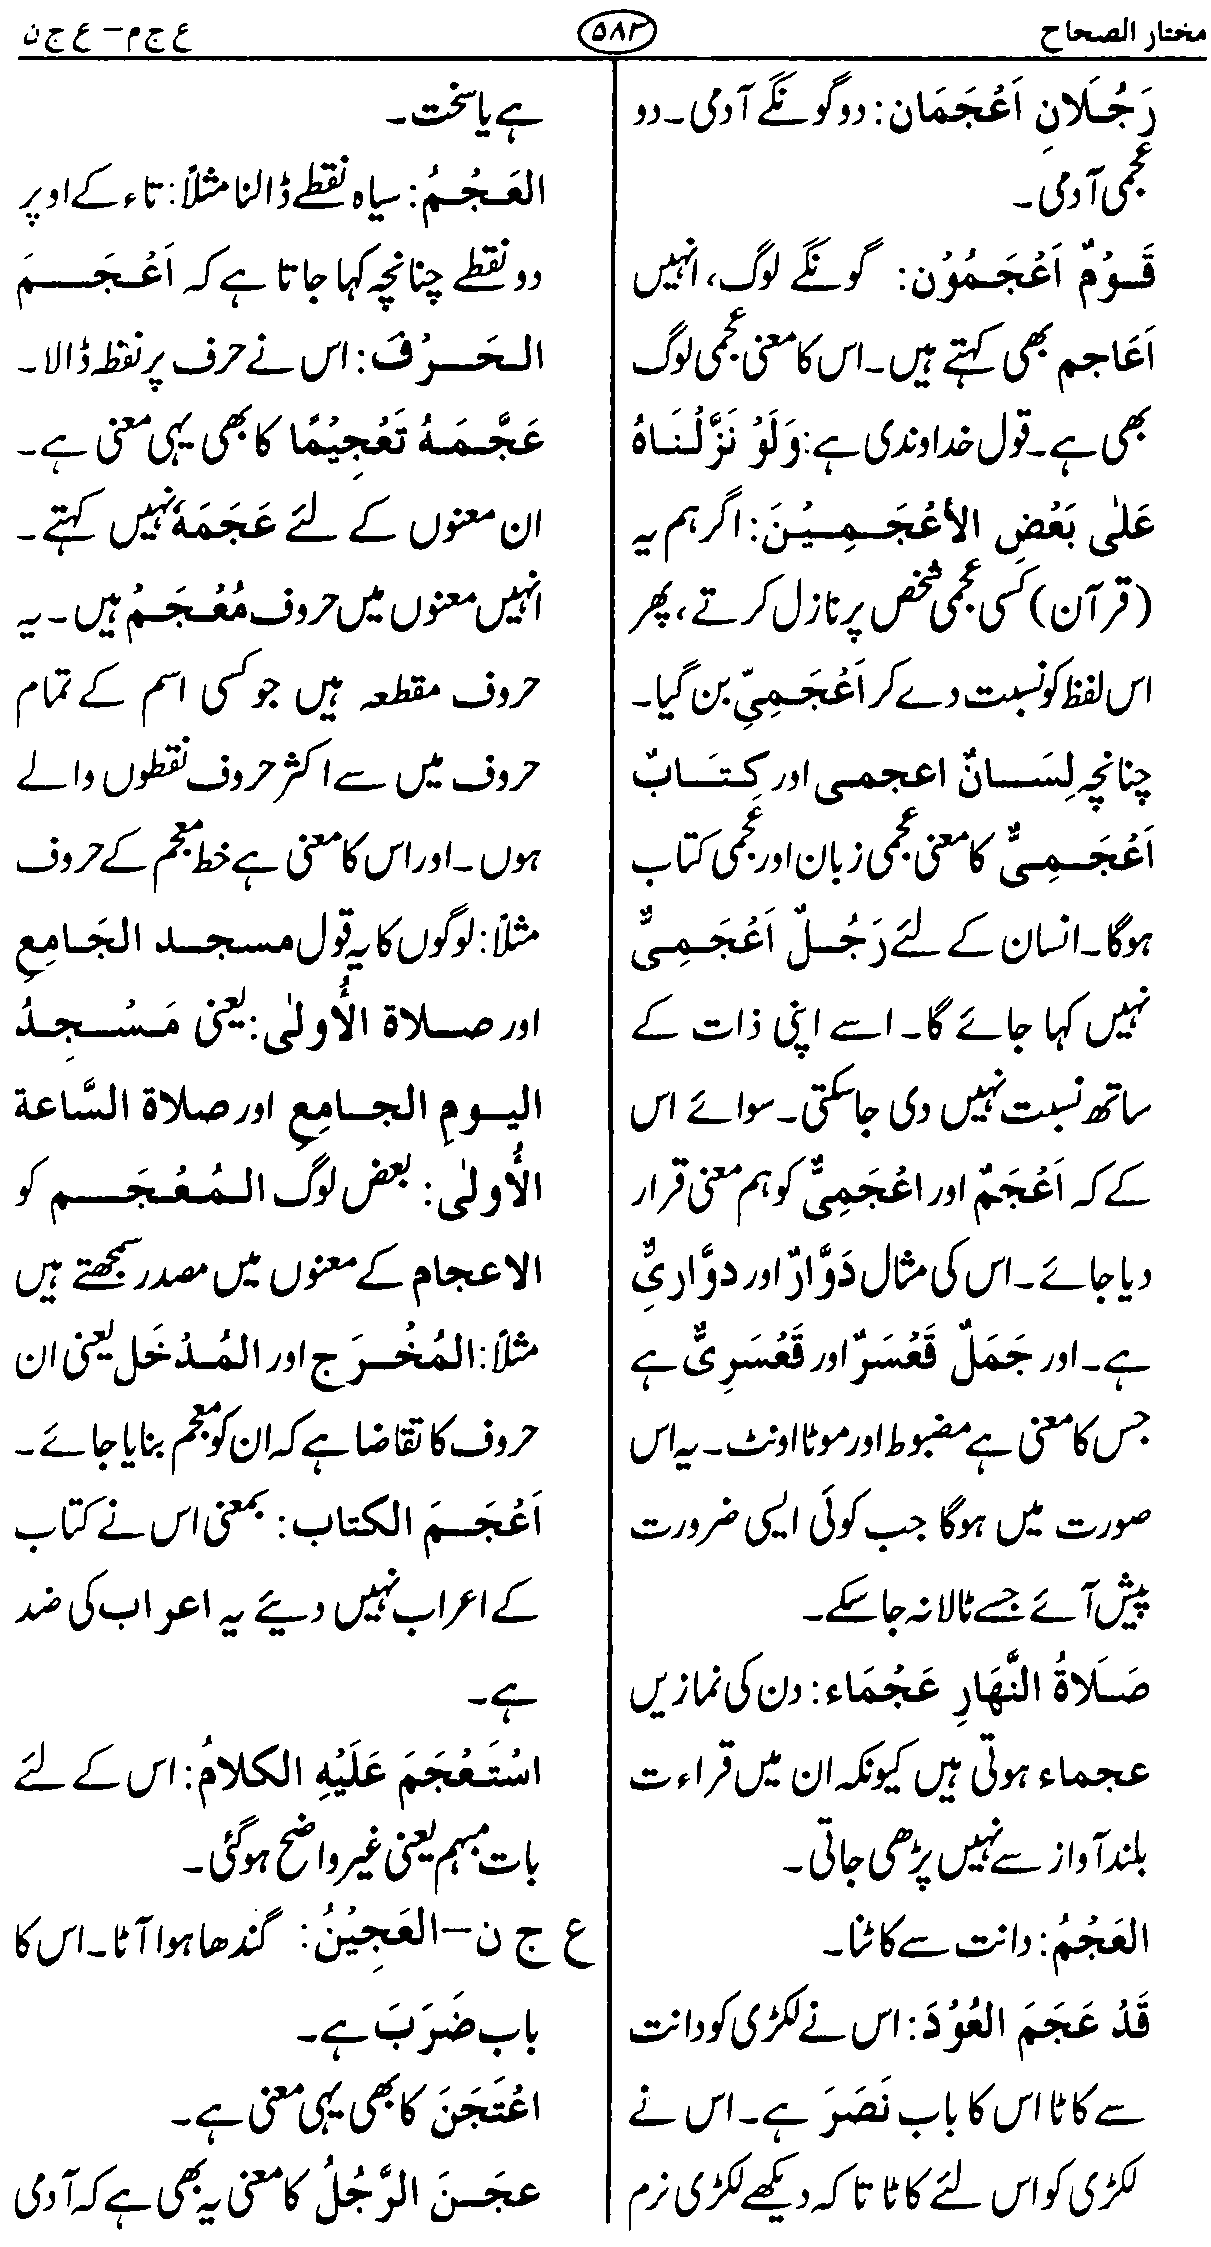 مختار الصحاح ۵۸۳ ع ج م – ع ج ن
رَجُلَانِ اَعْجَمَان: دو گونگے آدمی۔ دو
عجمی آدمی۔
قَوْمٌ اَعْجَمُوْن: گونگے لوگ، انہیں
اَعَاجم بھی کہتے ہیں۔ اس کا معنی عجمی لوگ
بھی ہے۔ قول خداوندی ہے: وَلَوْ نَزَّلْنَاهُ
عَلٰى بَعْضِ الأعْجَمِيْنَ: اگر ہم یہ
(قرآن) کسی عجمی شخص پر نازل کرتے، پھر
اس لفظ کو نسبت دے کر اَعْجَمِيّ بن گیا۔
چنانچہ لِسَانٌ اعجمی اور كِتَابٌ
اَعْجَمِيٌّ کا معنی عجمی زبان اور عجمی کتاب
ہوگا۔ انسان کے لئے رَجُلٌ اَعْجَمِيٌّ
نہیں کہا جائے گا۔ اسے اپنی ذات کے
ساتھ نسبت نہیں دی جاسکتی۔ سوائے اس
کے کہ اَعْجَمٌ اور اعْجَمِيٌّ کو ہم معنی قرار
دیا جائے۔ اس کی مثال دَوَّارٌ اور دوَّارِيٌّ
ہے۔ اور جَمَلٌ قَعْسَرٌ اور قَعْسَرِيٌّ ہے
جس کا معنی ہے مضبوط اور موٹا اونٹ۔ یہ اس
صورت میں ہوگا جب کوئی ایسی ضرورت
پیش آئے جسے ٹالا نہ جاسکے۔
صَلَاةُ النَّهَارِ عَجْمَاء: دن کی نمازیں
عجماء ہوتی ہیں کیونکہ ان میں قراءت
بلند آواز سے نہیں پڑھی جاتی۔
العَجْمُ: دانت سے کاٹنا۔
قَدْ عَجَمَ العُوْدَ: اس نے لکڑی کو دانت
سے کاٹا اس کا باب نَصَرَ ہے۔ اس نے
لکڑی کو اس لئے کاٹا تاکہ دیکھے لکڑی نرم
ہے یا سخت۔
العَجْمُ: سیاہ نقطے ڈالنا مثلاً: تاء کے اوپر
دو نقطے چنانچہ کہا جاتا ہے کہ اَعْجَمَ
الحَرْفَ: اس نے حرف پر نقطہ ڈالا۔
عَجَّمَهُ تَعْجِيْمًا کا بھی یہی معنی ہے۔
ان معنوں کے لئے عَجَمَهٗ نہیں کہتے۔
انہیں معنوں میں حروف مُعْجَمُ ہیں۔ یہ
حروف مقطعہ ہیں جو کسی اسم کے تمام
حروف میں سے اکثر حروف نقطوں والے
ہوں۔ اور اس کا معنی ہے خط معجم کے حروف
مثلاً: لوگوں کا یہ قول مسجد الجَامِعِ
اور صلاة الأُولٰى: یعنی مَسْجِدُ
اليومِ الجامِعِ اور صلاة السَّاعة
الأُولٰى: بعض لوگ المُعْجَم کو
الاعجام کے معنوں میں مصدر سمجھتے ہیں
مثلاً: المُخْرَج اور المُدْخَل یعنی ان
حروف کا تقاضا ہے کہ ان کو معجم بنایا جائے۔
اَعْجَمَ الكتاب: بمعنی اس نے کتاب
کے اعراب نہیں دیئے یہ اعراب کی ضد
ہے۔
اسْتَعْجَمَ عَلَيْهِ الكلامُ: اس کے لئے
بات مبہم یعنی غیر واضح ہوگئی۔
ع ج ن – العَجِيْنُ: گندھا ہوا آٹا۔ اس کا
باب ضَرَبَ ہے۔
اعْتَجَنَ کا بھی یہی معنی ہے۔
عجَنَ الرَّجُلُ کا معنی یہ بھی ہے کہ آدمی